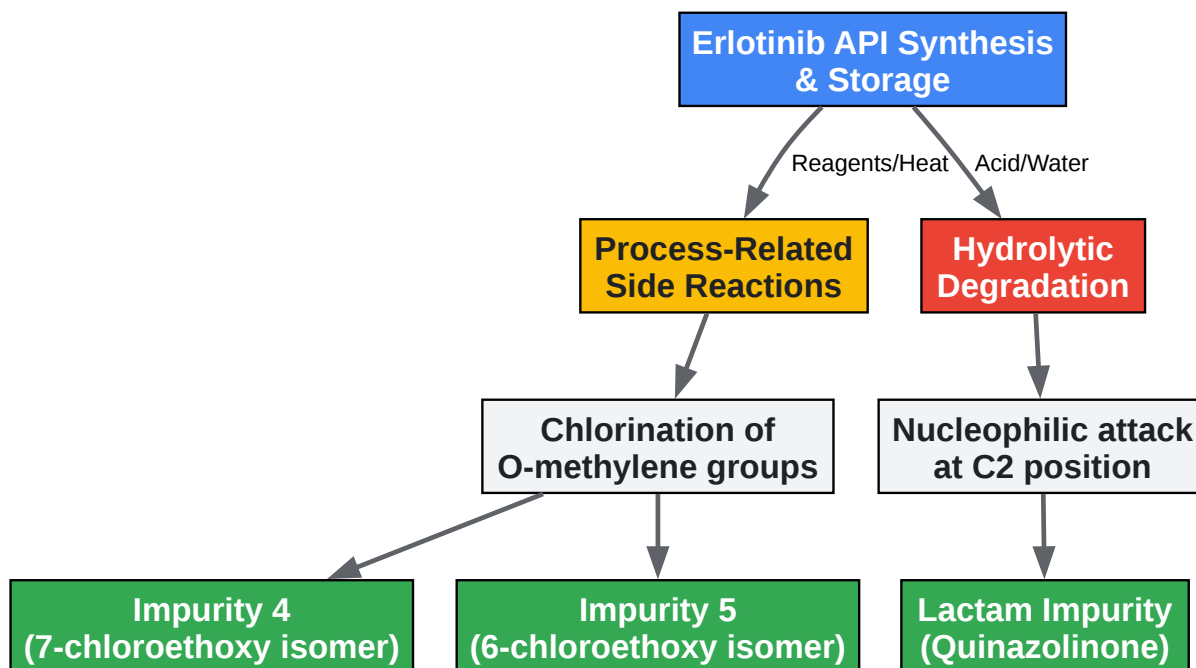 Erlotinib API Synthesis
& Storage
Reagents/Heat
Acid/Water
Process-Related
Side Reactions
Hydrolytic
Degradation
Chlorination of
O-methylene groups
Nucleophilic attack
at C2 position
Impurity 4
(7-chloroethoxy isomer)
Impurity 5
(6-chloroethoxy isomer)
Lactam Impurity
(Quinazolinone)